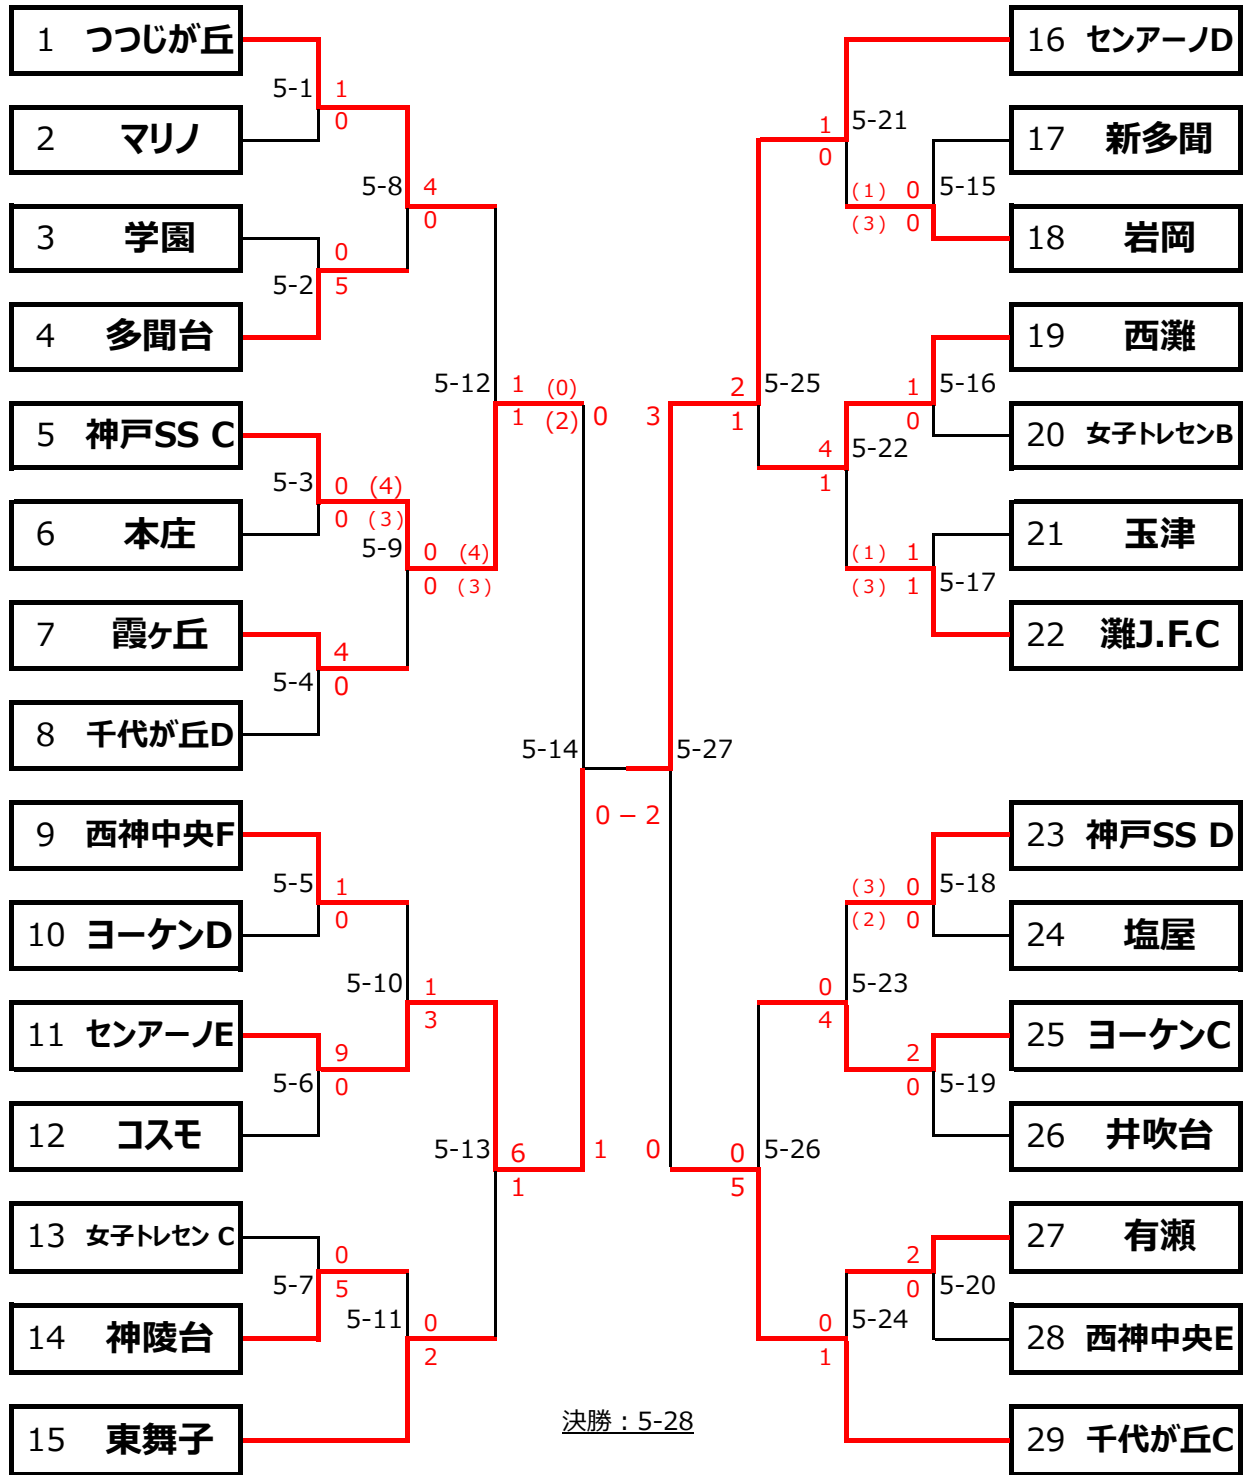 1 つつじが丘
5-1
1
0
2 マリノ
5-8
4
0
3 学園
5-2
0
5
4 多聞台
5-12
1 (0)
1 (2)
0
5 神戸SS C
5-3
0 (4)
0 (3)
6 本庄
5-9
0 (4)
0 (3)
7 霞ヶ丘
5-4
4
0
8 千代が丘D
5-14
9 西神中央F
5-5
1
0
10 ヨーケンD
5-10
1
3
11 センアーノE
5-6
9
0
12 コスモ
5-13
6
1
1
13 女子トレセン C
5-7
0
5
14 神陵台
5-11
0
2
15 東舞子
0 – 2
決勝：5-28
16 センアーノD
5-21
1
0
17 新多聞
5-15
(1) 0
(3) 0
18 岩岡
19 西灘
5-16
1
0
20 女子トレセンB
5-25
2
1
3
5-22
4
1
21 玉津
5-17
(1) 1
(3) 1
22 灘J.F.C
5-27
23 神戸SS D
5-18
(3) 0
(2) 0
24 塩屋
5-23
0
4
25 ヨーケンC
5-19
2
0
26 井吹台
5-26
0
5
0
27 有瀬
5-20
2
0
28 西神中央E
5-24
0
1
29 千代が丘C